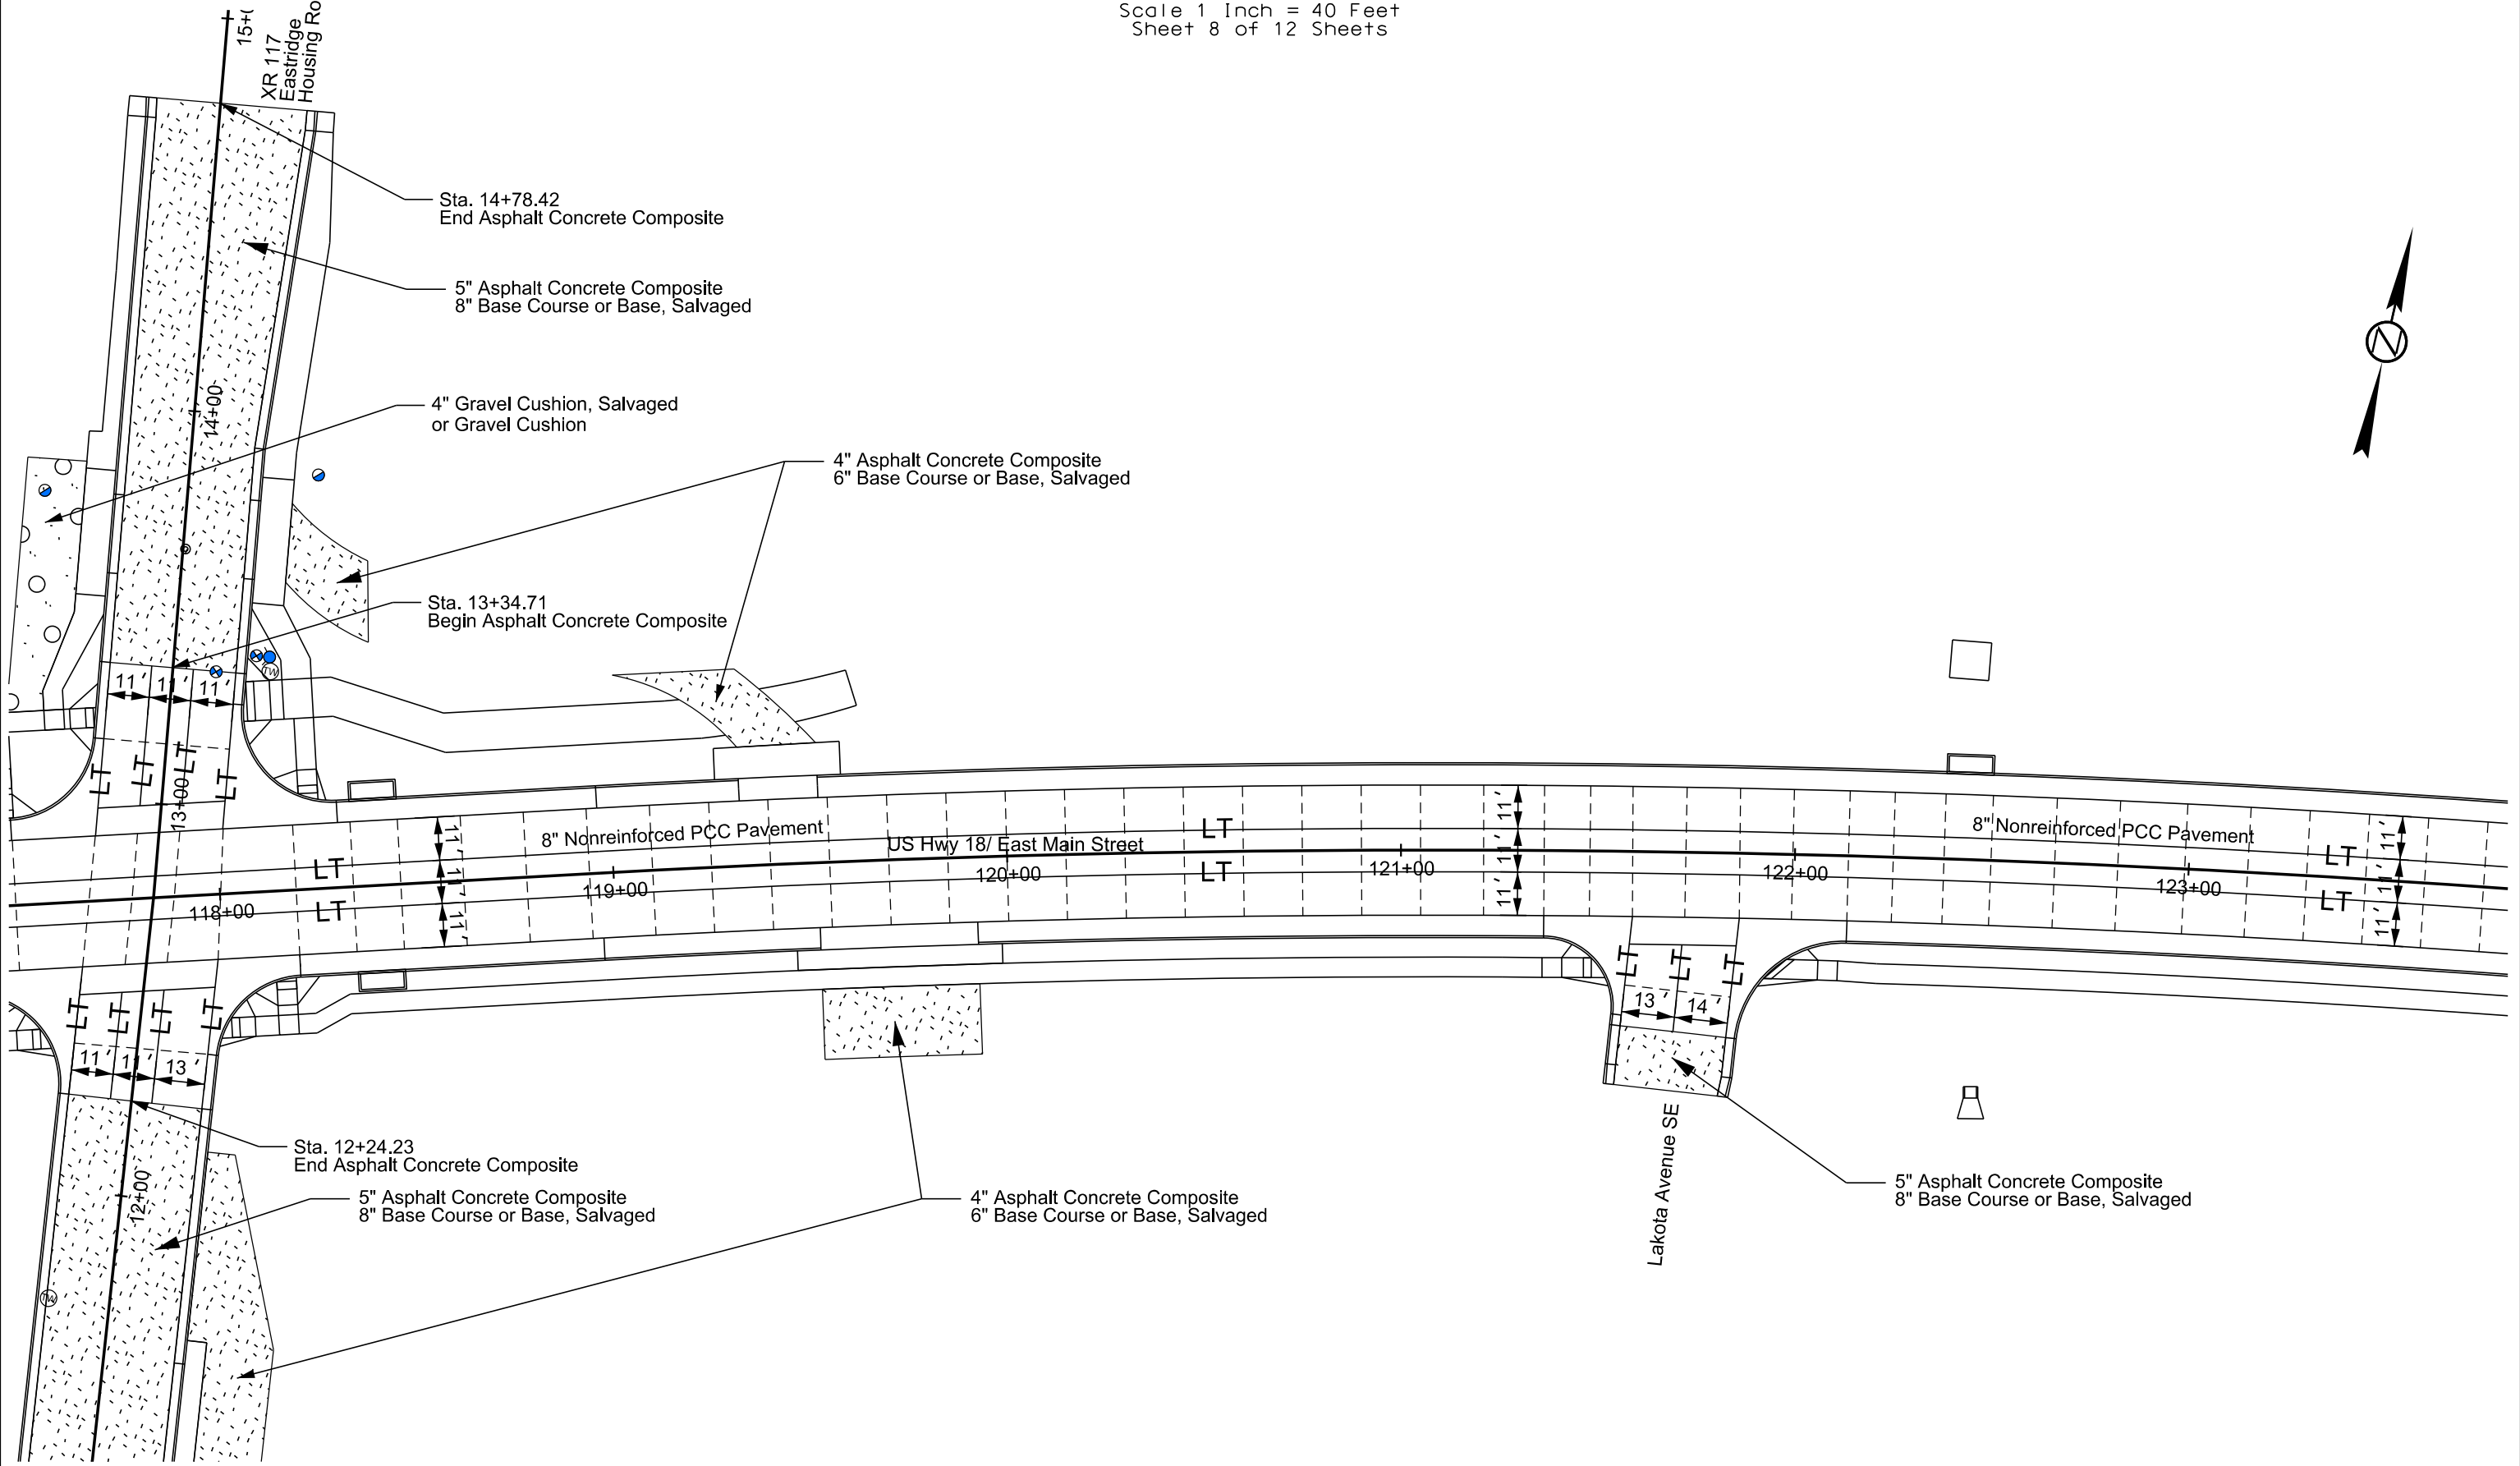 Scale 1 Inch = 40 Feet
Sheet 8 of 12 Sheets
XR 117
Eastridge
Housing
Sta. 14+78.42
End Asphalt Concrete Composite
5" Asphalt Concrete Composite
8" Base Course or Base, Salvaged
14+00
4" Gravel Cushion, Salvaged
or Gravel Cushion
4" Asphalt Concrete Composite
6" Base Course or Base, Salvaged
Sta. 13+34.71
Begin Asphalt Concrete Composite
TW
11' 11' 11'
LT LT LT LT
13+00
8" Nonreinforced PCC Pavement
US Hwy 18/ East Main Street
8" Nonreinforced PCC Pavement
11' 11' 11'
11' 11' 11'
11' 11' 11'
LT LT LT
LT LT LT
118+00 119+00 120+00 121+00 122+00 123+00
LT LT LT LT
11' 11' 13'
LT LT LT
13' 14'
Sta. 12+24.23
End Asphalt Concrete Composite
12+00
5" Asphalt Concrete Composite
8" Base Course or Base, Salvaged
4" Asphalt Concrete Composite
6" Base Course or Base, Salvaged
Lakota Avenue SE
5" Asphalt Concrete Composite
8" Base Course or Base, Salvaged
TW
N